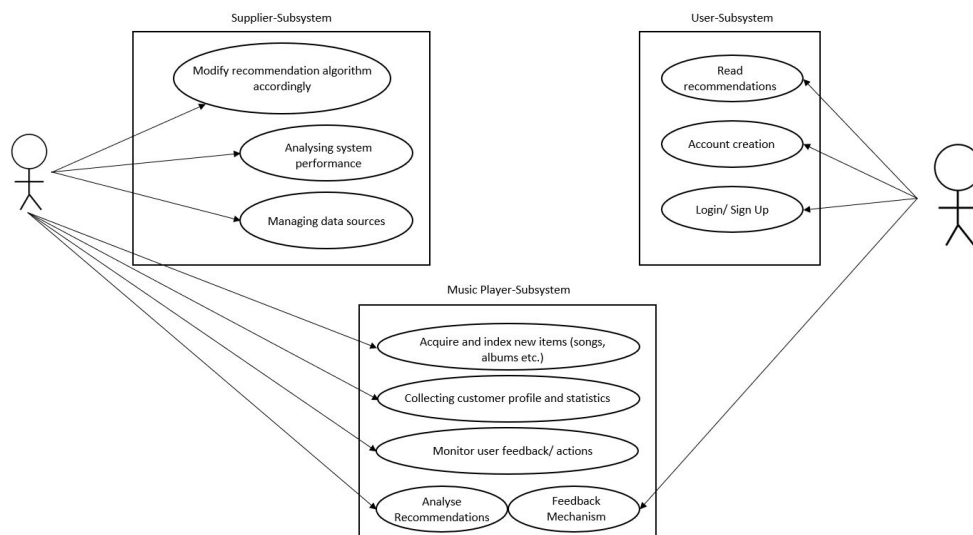 Supplier-Subsystem
User-Subsystem
Modify recommendation algorithm
accordingly
Read
recommendations
Analysing system
performance
Account creation
Managing data sources
Login/ Sign Up
Music Player-Subsystem
Acquire and index new items (songs,
albums etc.)
Collecting customer profile and statistics
Monitor user feedback/ actions
Analyse
Recommendations
Feedback
Mechanism